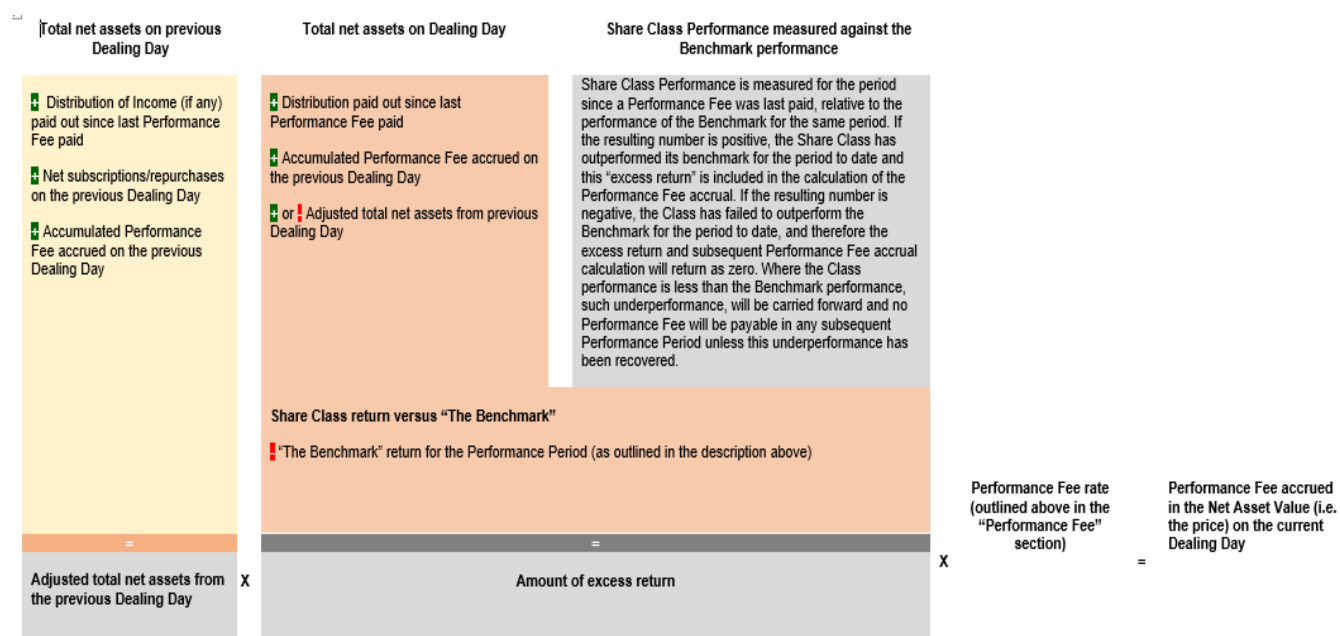 Total net assets on previous
Dealing Day
Total net assets on Dealing Day
Share Class Performance measured against the
Benchmark performance
+ Distribution of Income (if any)
paid out since last Performance
Fee paid
+ Net subscriptions/repurchases
on the previous Dealing Day
+ Accumulated Performance
Fee accrued on the previous
Dealing Day
+ Distribution paid out since last
Performance Fee paid
+ Accumulated Performance Fee accrued on
the previous Dealing Day
+ or ! Adjusted total net assets from previous
Dealing Day
Share Class Performance is measured for the period
since a Performance Fee was last paid, relative to the
performance of the Benchmark for the same period. If
the resulting number is positive, the Share Class has
outperformed its benchmark for the period to date and
this “excess return” is included in the calculation of the
Performance Fee accrual. If the resulting number is
negative, the Class has failed to outperform the
Benchmark for the period to date, and therefore the
excess return and subsequent Performance Fee accrual
calculation will return as zero. Where the Class
performance is less than the Benchmark performance,
such underperformance, will be carried forward and no
Performance Fee will be payable in any subsequent
Performance Period unless this underperformance has
been recovered.
Share Class return versus “The Benchmark”
! “The Benchmark” return for the Performance Period (as outlined in the description above)
=
=
Adjusted total net assets from
the previous Dealing Day
X
Amount of excess return
X
Performance Fee rate
(outlined above in the
“Performance Fee”
section)
=
Performance Fee accrued
in the Net Asset Value (i.e.
the price) on the current
Dealing Day